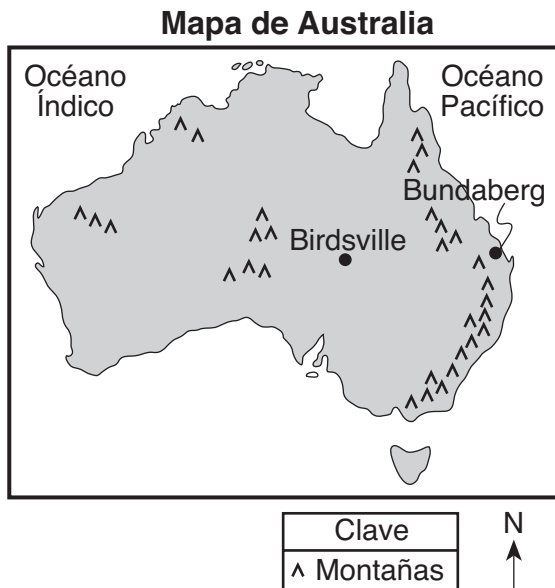 Mapa de Australia
Océano
Índico
Océano
Pacífico
Bundaberg
Birdsville
Clave
^ Montañas
N